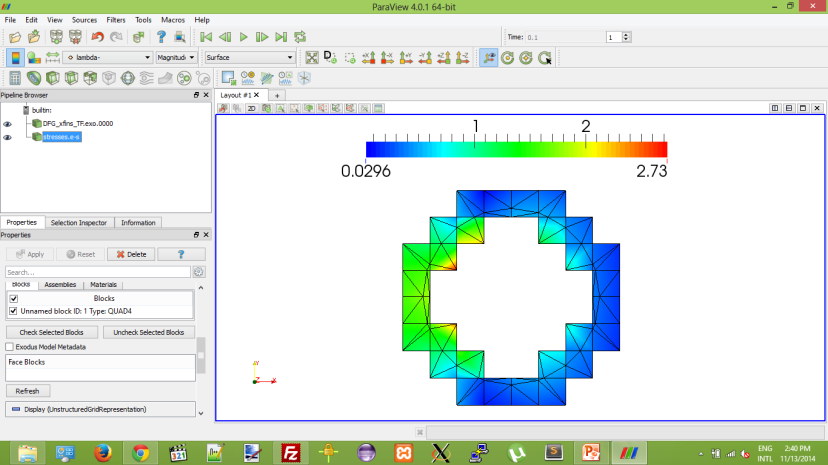 ParaView 4.0.1 64-bit
File Edit View Sources Filters Tools Macros Help
Time: 0.1 1
lambda- Magnitud Surface
Pipeline Browser
Layout #1
builtin:
2D
DFG_xfins_TF.exo.0000
stresses.e-s
1 2
0.0296 2.73
Properties Selection Inspector Information
Properties
Apply Reset Delete ?
Search...
Blocks Assemblies Materials
Blocks
Unnamed block ID: 1 Type: QUAD4
Check Selected Blocks Uncheck Selected Blocks
Exodus Model Metadata
Face Blocks
Refresh
Display (UnstructuredGridRepresentation)
Y
Z X
321
FZ
S
P
ENG 2:40 PM
INTL 11/13/2014